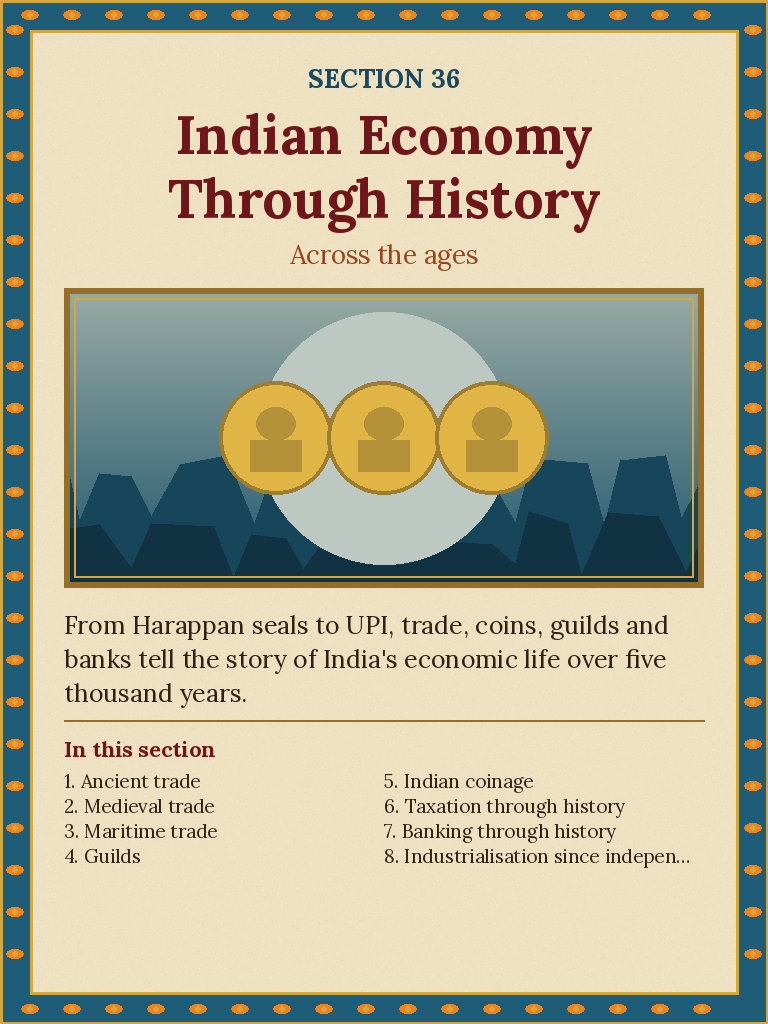 SECTION 36
Indian Economy
Through History
Across the ages
From Harappan seals to UPI, trade, coins, guilds and
banks tell the story of India's economic life over five
thousand years.
In this section
1. Ancient trade
2. Medieval trade
3. Maritime trade
4. Guilds
5. Indian coinage
6. Taxation through history
7. Banking through history
8. Industrialisation since indepen...